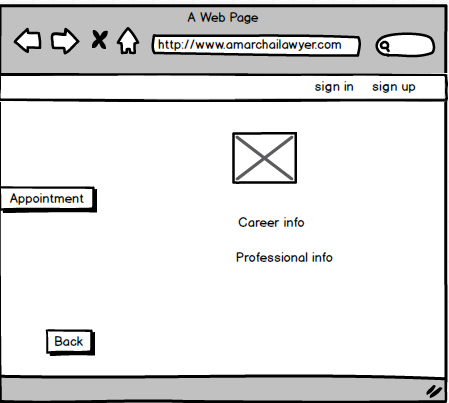 A Web Page
http://www.amarchailawyer.com
sign in sign up
Appointment
Career info
Professional info
Back